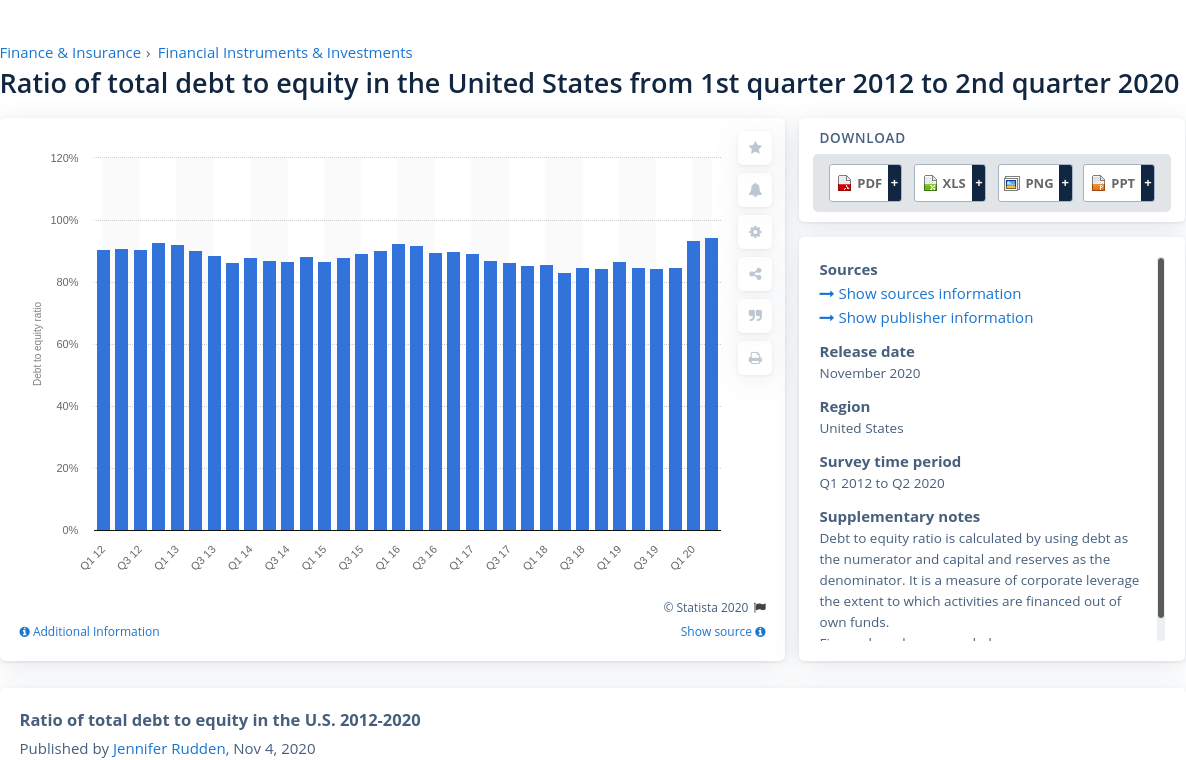 Finance & Insurance › Financial Instruments & Investments
Ratio of total debt to equity in the United States from 1st quarter 2012 to 2nd quarter 2020
120%
100%
80%
60%
40%
20%
0%
Debt to equity ratio
Q1 12
Q3 12
Q1 13
Q3 13
Q1 14
Q3 14
Q1 15
Q3 15
Q1 16
Q3 16
Q1 17
Q3 17
Q1 18
Q3 18
Q1 19
Q3 19
Q1 20
© Statista 2020
Additional Information
Show source
DOWNLOAD
PDF + XLS + PNG + PPT +
Sources
Show sources information
Show publisher information
Release date
November 2020
Region
United States
Survey time period
Q1 2012 to Q2 2020
Supplementary notes
Debt to equity ratio is calculated by using debt as
the numerator and capital and reserves as the
denominator. It is a measure of corporate leverage
the extent to which activities are financed out of
own funds.
Ratio of total debt to equity in the U.S. 2012-2020
Published by Jennifer Rudden, Nov 4, 2020